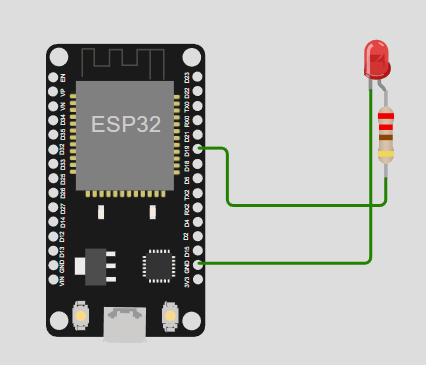 EN
VP
VN
D34
D35
D32
D33
D25
D26
D27
D14
D12
D13
GND
VIN
ESP32
D23
D22
TX0
RX0
D21
D19
D18
D5
TX2
RX2
D4
D2
D15
GND
3V3